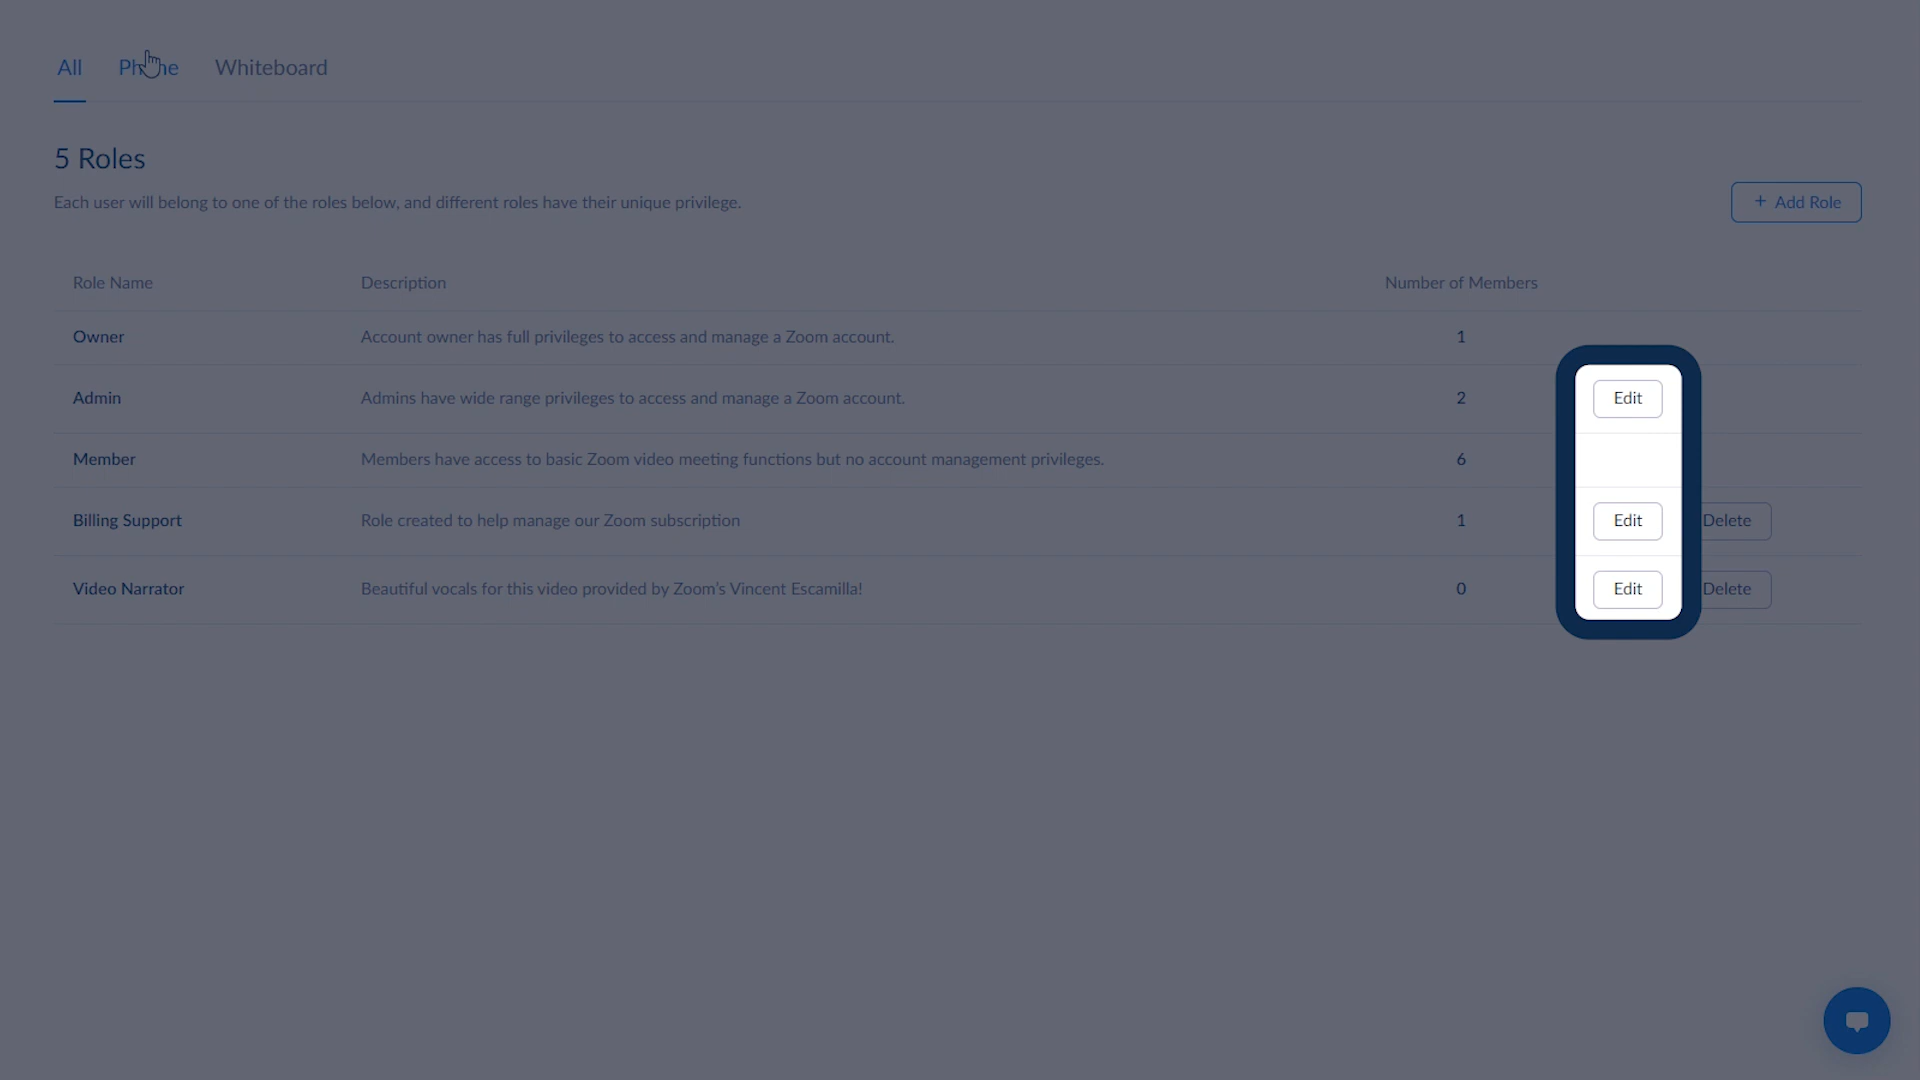 All Phone Whiteboard
5 Roles
Each user will belong to one of the roles below, and different roles have their unique privilege.
+ Add Role
Role Name Description Number of Members
Owner Account owner has full privileges to access and manage a Zoom account. 1
Admin Admins have wide range privileges to access and manage a Zoom account. 2 Edit
Member Members have access to basic Zoom video meeting functions but no account management privileges. 6
Billing Support Role created to help manage our Zoom subscription 1 Edit Delete
Video Narrator Beautiful vocals for this video provided by Zoom's Vincent Escamilla! 0 Edit Delete